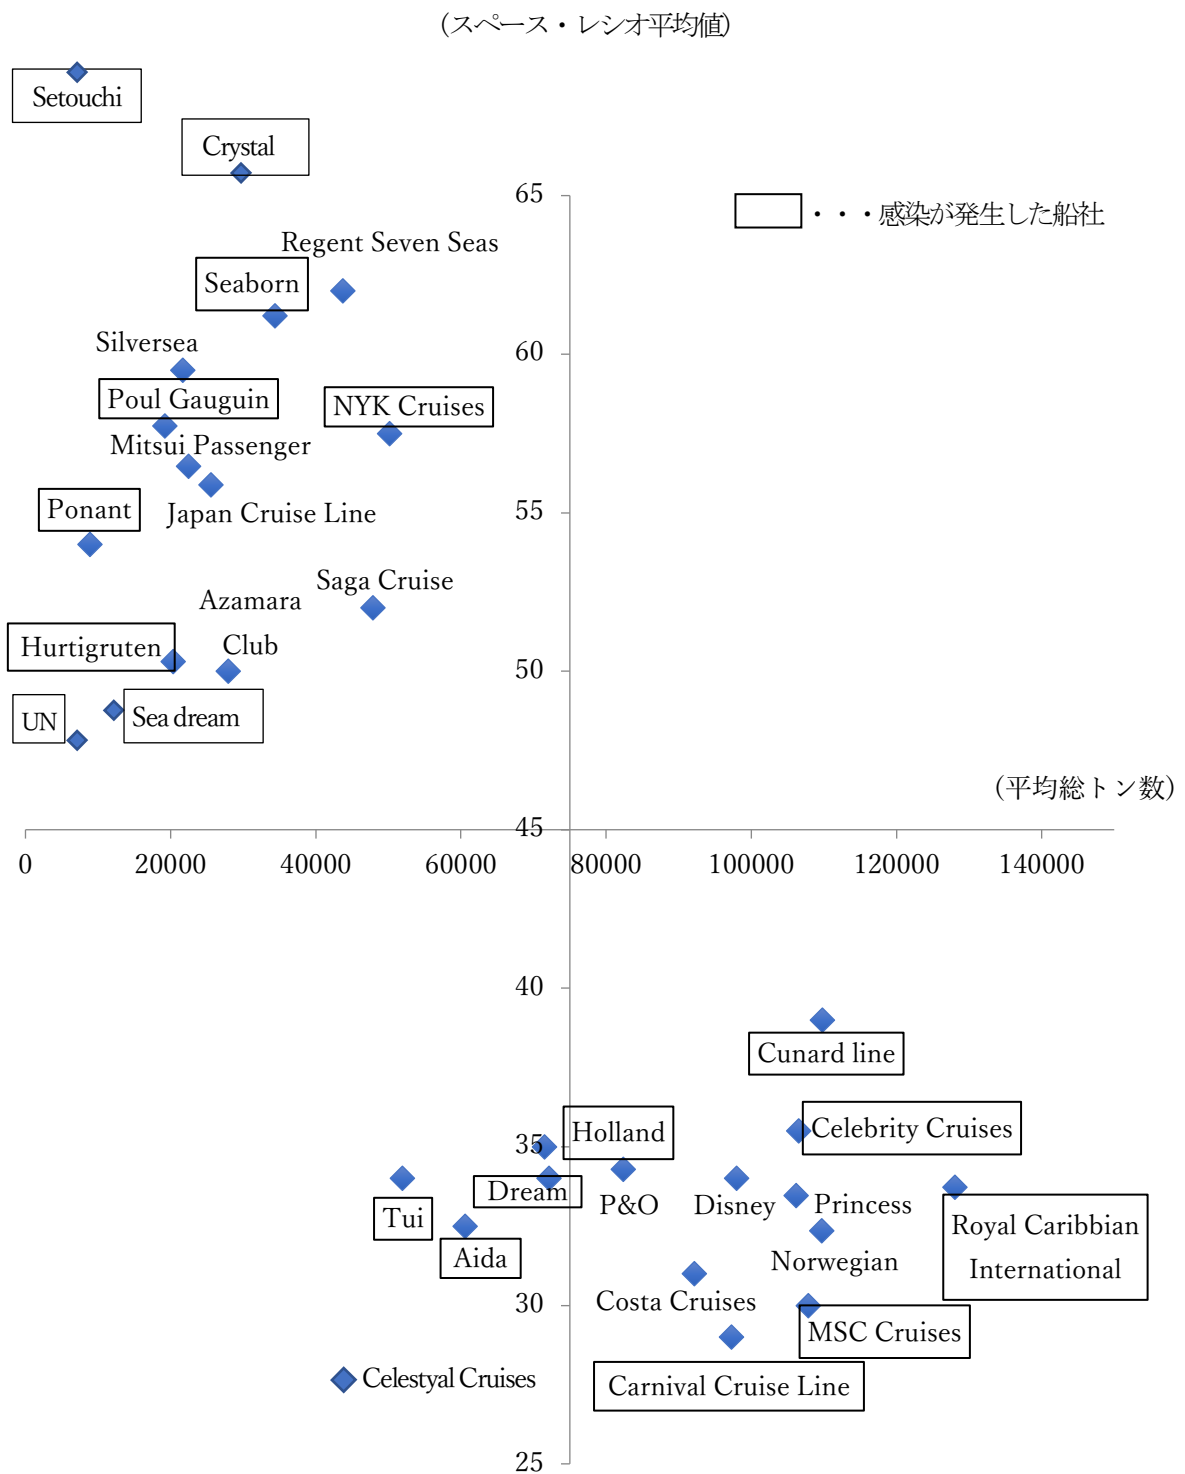 (スペース・レシオ平均値)
Setouchi
Crystal
65
・・・感染が発生した船社
Regent Seven Seas
Seaborn
Silversea
60
Poul Gauguin
NYK Cruises
Mitsui Passenger
Ponant
Japan Cruise Line
55
Saga Cruise
Azamara
Club
Hurtigruten
50
UN
Sea dream
(平均総トン数)
45
0 20000 40000 60000 80000 100000 120000 140000
40
Cunard line
Celebrity Cruises
Holland
35
Dream
P&O
Disney
Princess
Tui
Royal Caribbian
International
Aida
Norwegian
Costa Cruises
30
MSC Cruises
Celestyal Cruises
Carnival Cruise Line
25